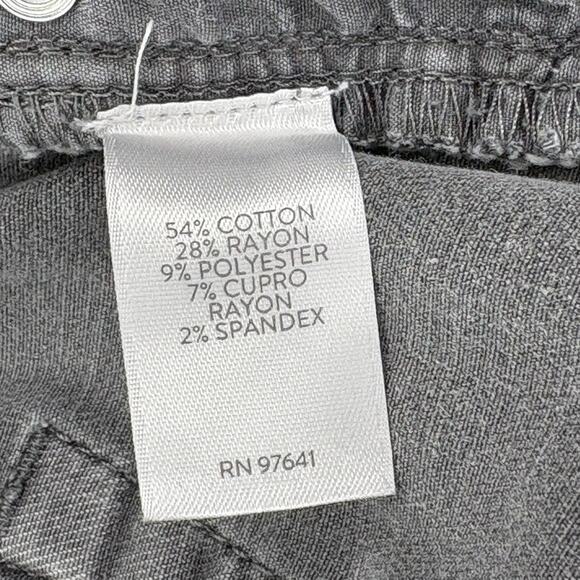 54% COTTON
28% RAYON
9% POLYESTER
7% CUPRO
RAYON
2% SPANDEX
RN 97641